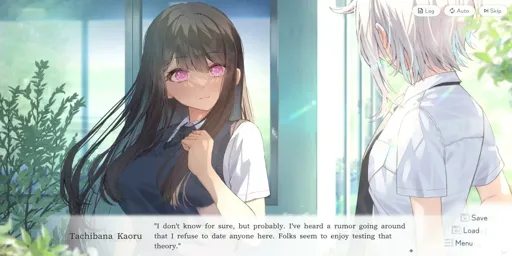 Log Auto Skip
Tachibana Kaoru
"I don't know for sure, but probably. I've heard a rumor going around
that I refuse to date anyone here. Folks seem to enjoy testing that
theory."
Save
Load
Menu